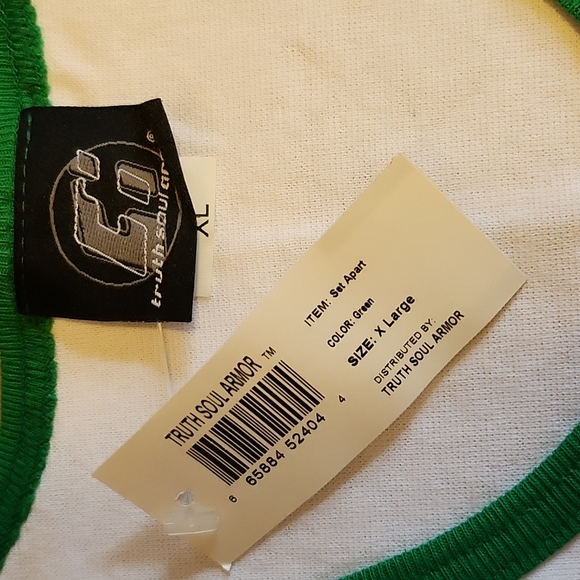 truth soul arm
®
XL
TRUTH SOUL ARMOR ™
6 65884 52404 4
ITEM: Set Apart
COLOR: Green
SIZE: X Large
DISTRIBUTED BY:
TRUTH SOUL ARMOR